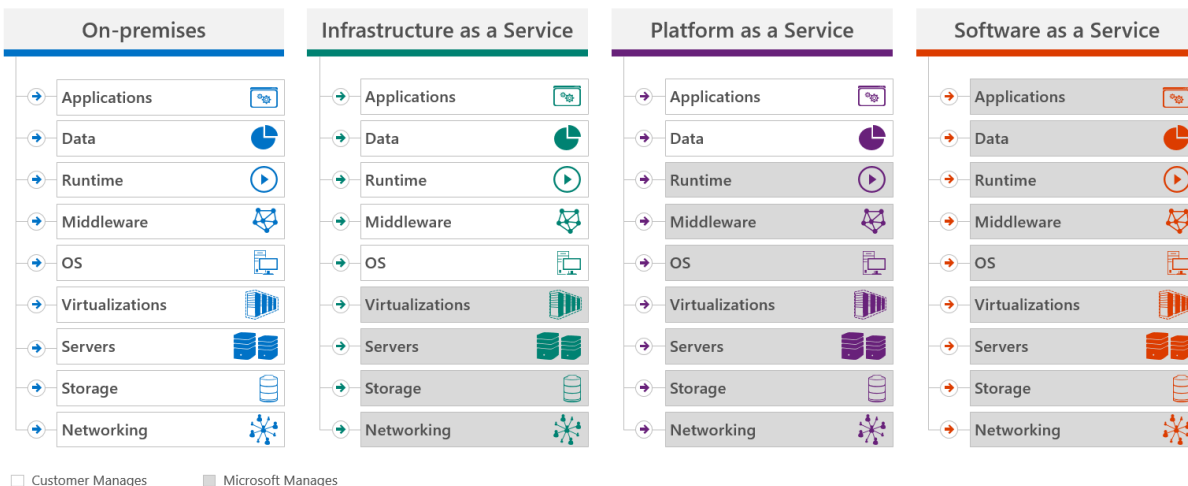 On-premises
Applications
Data
Runtime
Middleware
OS
Virtualizations
Servers
Storage
Networking
Infrastructure as a Service
Applications
Data
Runtime
Middleware
OS
Virtualizations
Servers
Storage
Networking
Platform as a Service
Applications
Data
Runtime
Middleware
OS
Virtualizations
Servers
Storage
Networking
Software as a Service
Applications
Data
Runtime
Middleware
OS
Virtualizations
Servers
Storage
Networking
Customer Manages
Microsoft Manages